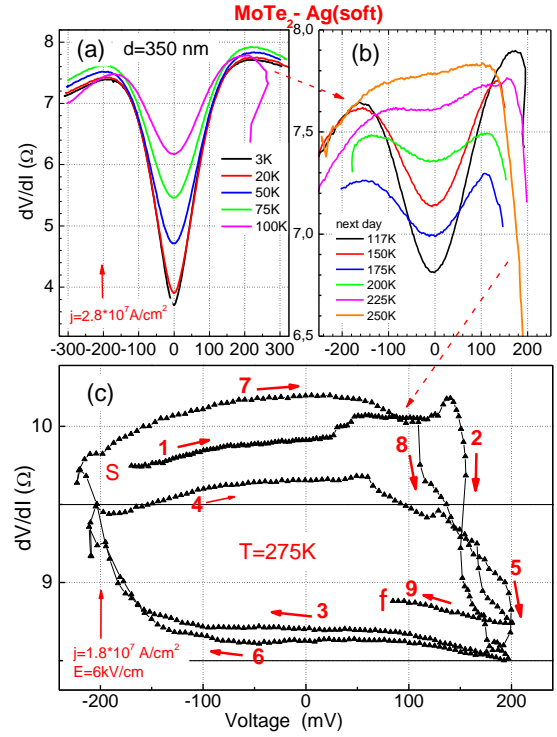 MoTe2- Ag(soft)
(a)
d=350 nm
8
7
6
5
4
dV/dI (Ω)
3K
20K
50K
75K
100K
j=2.8*10^7A/cm^2
-300 -200 -100 0 100 200 300
(b)
8,0
7,5
7,0
6,5
next day
117K
150K
175K
200K
225K
250K
-200 -100 0 100 200
(c)
10
9
dV/dI (Ω)
7
1
S
8
2
4
T=275K
5
9
f
3
6
j=1.8*10^7 A/cm^2
E=6kV/cm
-200 -100 0 100 200
Voltage (mV)